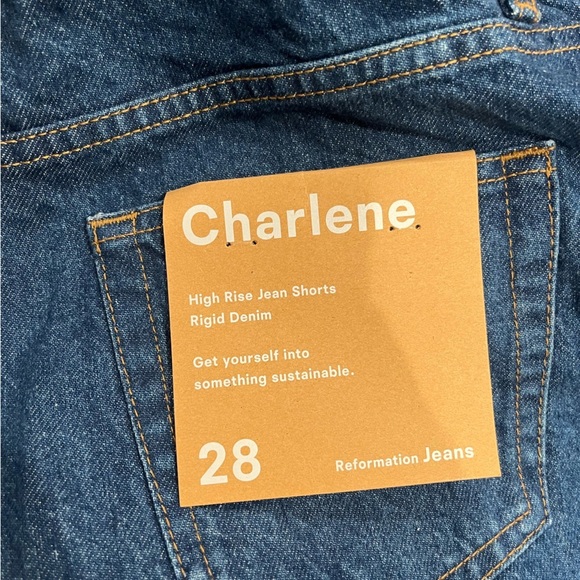 Charlene
High Rise Jean Shorts
Rigid Denim
Get yourself into
something sustainable.
28
Reformation Jeans